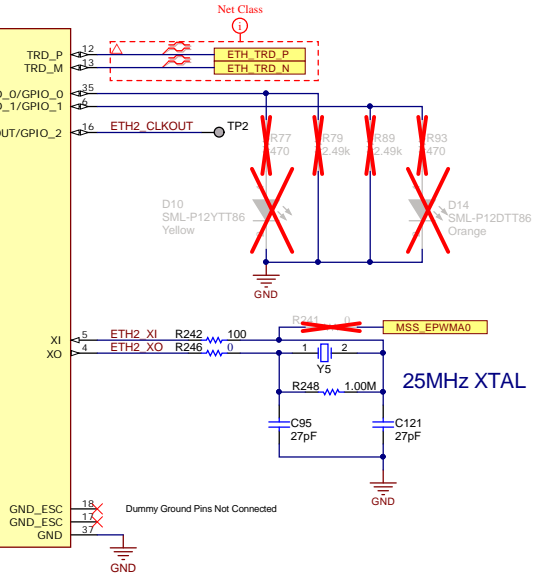 Net Class
i
TRD_P 12 ETH_TRD_P
TRD_M 13 ETH_TRD_N
_0/GPIO_0 35
_1/GPIO_1 6
OUT/GPIO_2 16 ETH2_CLKOUT TP2
R77 R79 R89 R93
470 2.49k 2.49k 470
D10 D14
SML-P12YTT86 SML-P12DTT86
Yellow Orange
GND
R241 0 MSS_EPWMA0
XI 5 ETH2_XI R242 100
XO 4 ETH2_XO R246 0 1 2
Y5
25MHz XTAL
R248 1.00M
C95 C121
27pF 27pF
GND
GND_ESC 18 Dummy Ground Pins Not Connected
GND_ESC 17
GND 37
GND